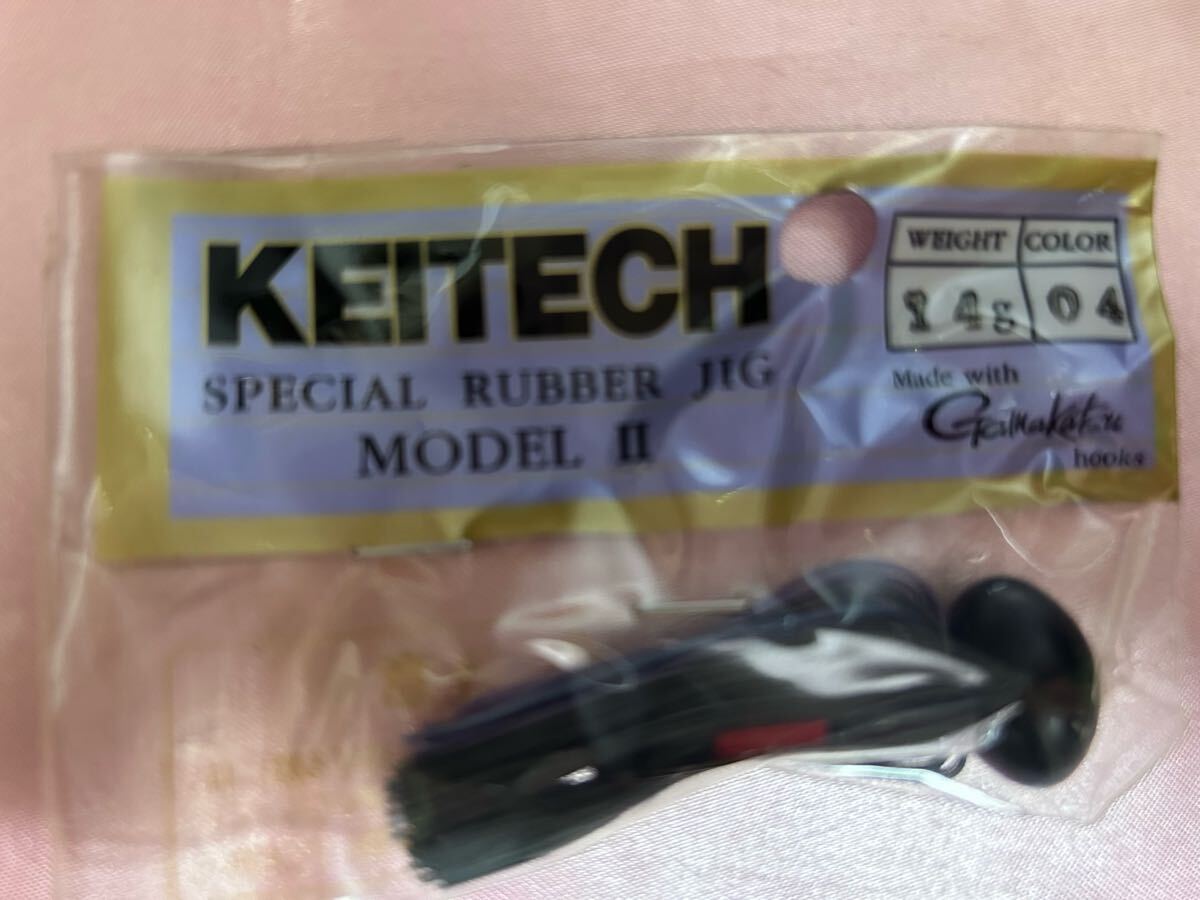 KEITECH
SPECIAL RUBBER JIG
MODEL II
WEIGHT COLOR
14g 04
Made with
Gamakatsu
hooks